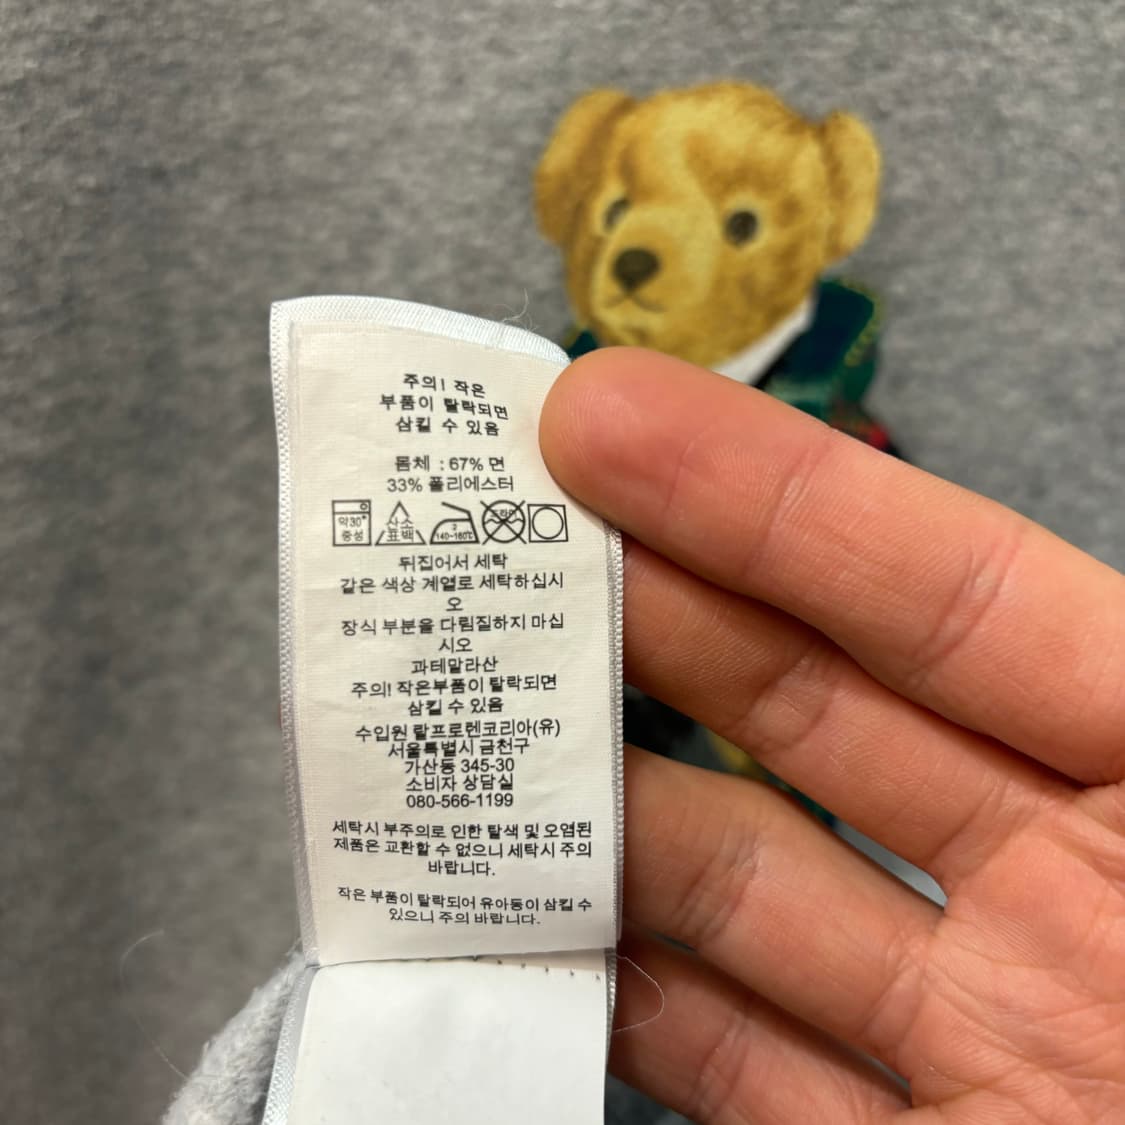 주의! 작은
부품이 탈락되면
삼킬 수 있음
몸체 : 67% 면
33% 폴리에스터
약30°
중성
산소
표백
2
140~160℃
드라이
뒤집어서 세탁
같은 색상 계열로 세탁하십시
오
장식 부분을 다림질하지 마십
시오
과테말라산
주의! 작은부품이 탈락되면
삼킬 수 있음
수입원 랄프로렌코리아(유)
서울특별시 금천구
가산동 345-30
소비자 상담실
080-566-1199
세탁시 부주의로 인한 탈색 및 오염된
제품은 교환할 수 없으니 세탁시 주의
바랍니다.
작은 부품이 탈락되어 유아동이 삼킬 수
있으니 주의 바랍니다.